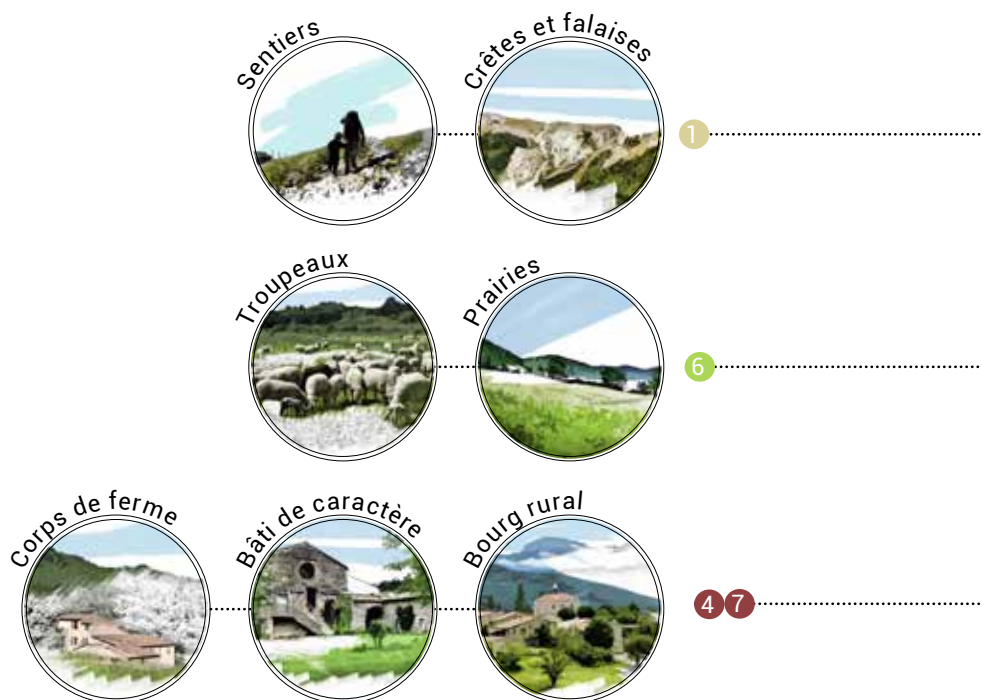 Sentiers
Crêtes et falaises
1
Troupeaux
Prairies
6
Corps de ferme
Bâti de caractère
Bourg rural
4 7